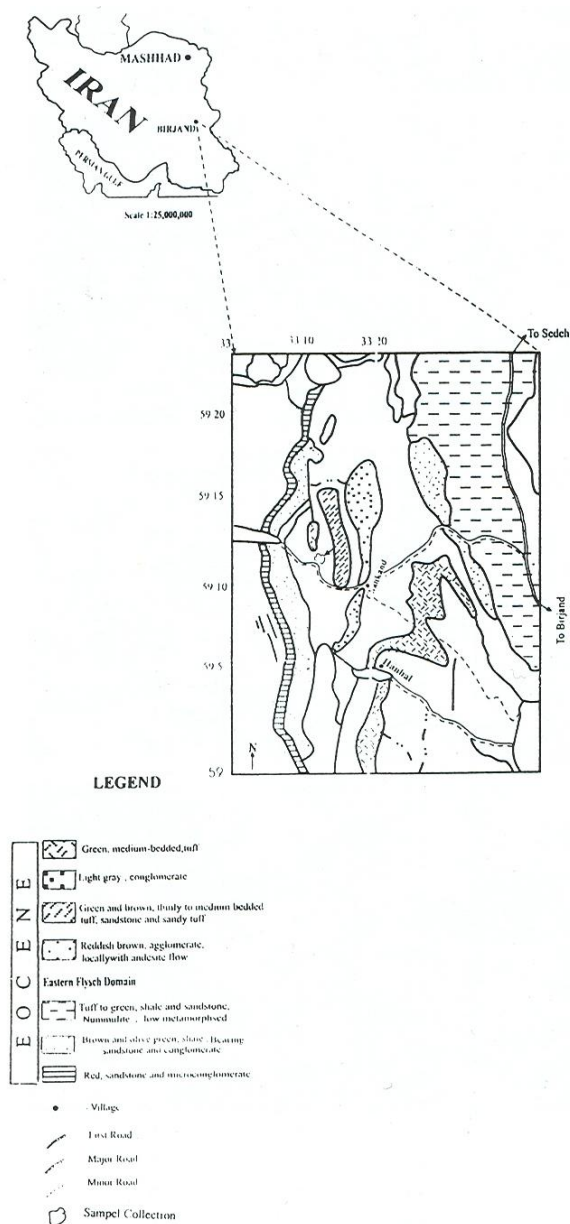 MASHHAD
IRAN
BIRJAND
PERSIAN GULF
Scale 1:25,000,000
To Sedeh
33
33 10
33 20
59 20
59 15
59 10
59 5
59
To Birjand
Hanhal
N
LEGEND
EOCENE
Green, medium-bedded, tuff
Light gray , conglomerate
Green and brown, thinly to medium bedded
tuff, sandstone and sandy tuff
Reddish brown, agglomerate,
locallywith andesite flow
Eastern Flysch Domain
Tuff to green, shale and sandstone,
Nummulite , low metamorphised
Brown and olive green, shale , Bearing
sandstone and conglomerate
Red, sandstone and microconglomerate
Village
Road
Major Road
Minor Road
Sampel Collection